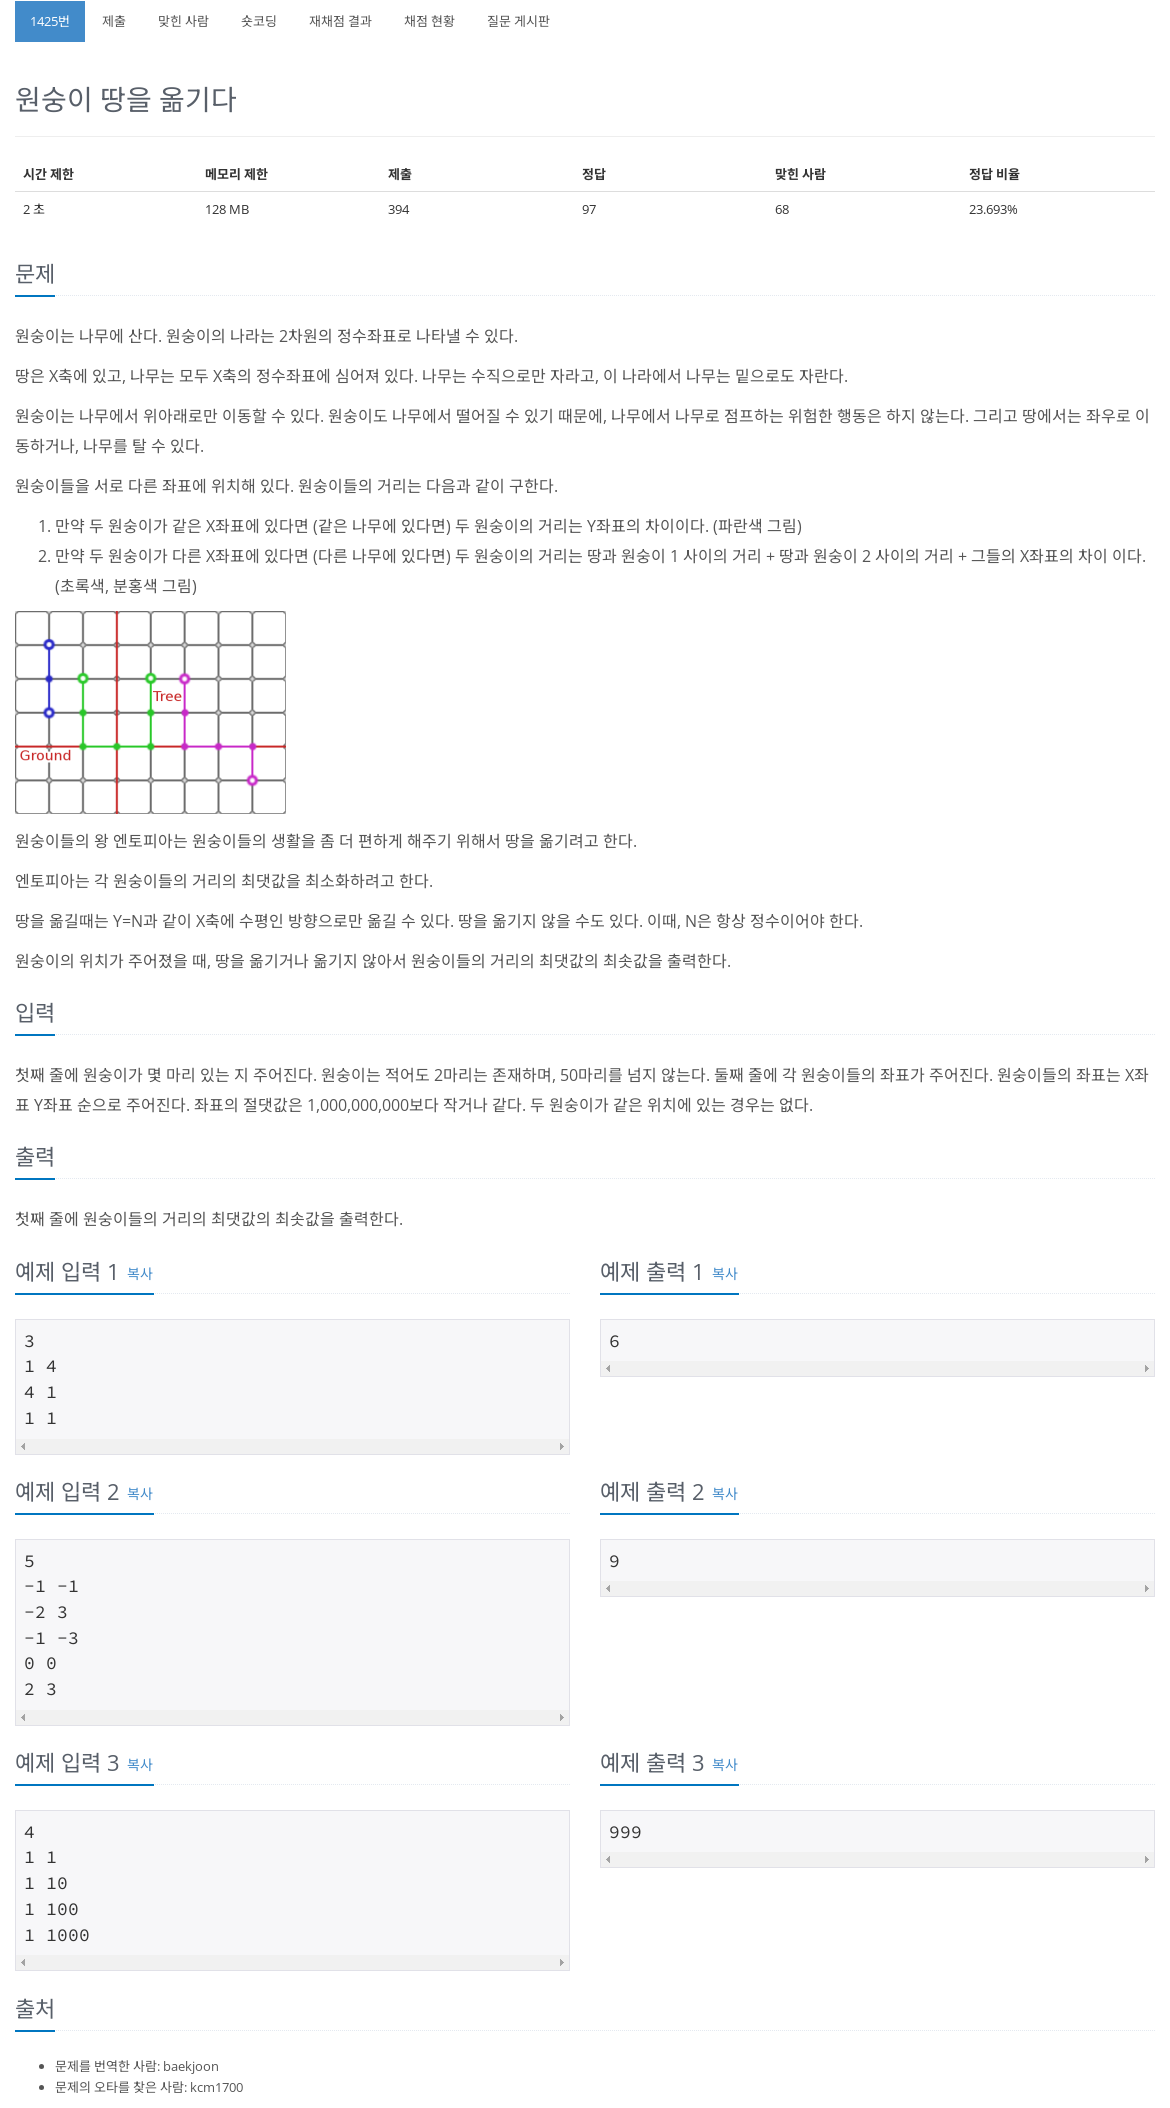 1425번 제출 맞힌 사람 숏코딩 재채점 결과 채점 현황 질문 게시판
원숭이 땅을 옮기다
시간 제한 메모리 제한 제출 정답 맞힌 사람 정답 비율
2 초 128 MB 394 97 68 23.693%
문제
원숭이는 나무에 산다. 원숭이의 나라는 2차원의 정수좌표로 나타낼 수 있다.
땅은 X축에 있고, 나무는 모두 X축의 정수좌표에 심어져 있다. 나무는 수직으로만 자라고, 이 나라에서 나무는 밑으로도 자란다.
원숭이는 나무에서 위아래로만 이동할 수 있다. 원숭이도 나무에서 떨어질 수 있기 때문에, 나무에서 나무로 점프하는 위험한 행동은 하지 않는다. 그리고 땅에서는 좌우로 이
동하거나, 나무를 탈 수 있다.
원숭이들을 서로 다른 좌표에 위치해 있다. 원숭이들의 거리는 다음과 같이 구한다.
1. 만약 두 원숭이가 같은 X좌표에 있다면 (같은 나무에 있다면) 두 원숭이의 거리는 Y좌표의 차이이다. (파란색 그림)
2. 만약 두 원숭이가 다른 X좌표에 있다면 (다른 나무에 있다면) 두 원숭이의 거리는 땅과 원숭이 1 사이의 거리 + 땅과 원숭이 2 사이의 거리 + 그들의 X좌표의 차이 이다.
(초록색, 분홍색 그림)
Tree
Ground
원숭이들의 왕 엔토피아는 원숭이들의 생활을 좀 더 편하게 해주기 위해서 땅을 옮기려고 한다.
엔토피아는 각 원숭이들의 거리의 최댓값을 최소화하려고 한다.
땅을 옮길때는 Y=N과 같이 X축에 수평인 방향으로만 옮길 수 있다. 땅을 옮기지 않을 수도 있다. 이때, N은 항상 정수이어야 한다.
원숭이의 위치가 주어졌을 때, 땅을 옮기거나 옮기지 않아서 원숭이들의 거리의 최댓값의 최솟값을 출력한다.
입력
첫째 줄에 원숭이가 몇 마리 있는 지 주어진다. 원숭이는 적어도 2마리는 존재하며, 50마리를 넘지 않는다. 둘째 줄에 각 원숭이들의 좌표가 주어진다. 원숭이들의 좌표는 X좌
표 Y좌표 순으로 주어진다. 좌표의 절댓값은 1,000,000,000보다 작거나 같다. 두 원숭이가 같은 위치에 있는 경우는 없다.
출력
첫째 줄에 원숭이들의 거리의 최댓값의 최솟값을 출력한다.
예제 입력 1 복사
3
1 4
4 1
1 1
예제 출력 1 복사
6
예제 입력 2 복사
5
-1 -1
-2 3
-1 -3
0 0
2 3
예제 출력 2 복사
9
예제 입력 3 복사
4
1 1
1 10
1 100
1 1000
예제 출력 3 복사
999
출처
문제를 번역한 사람: baekjoon
문제의 오타를 찾은 사람: kcm1700